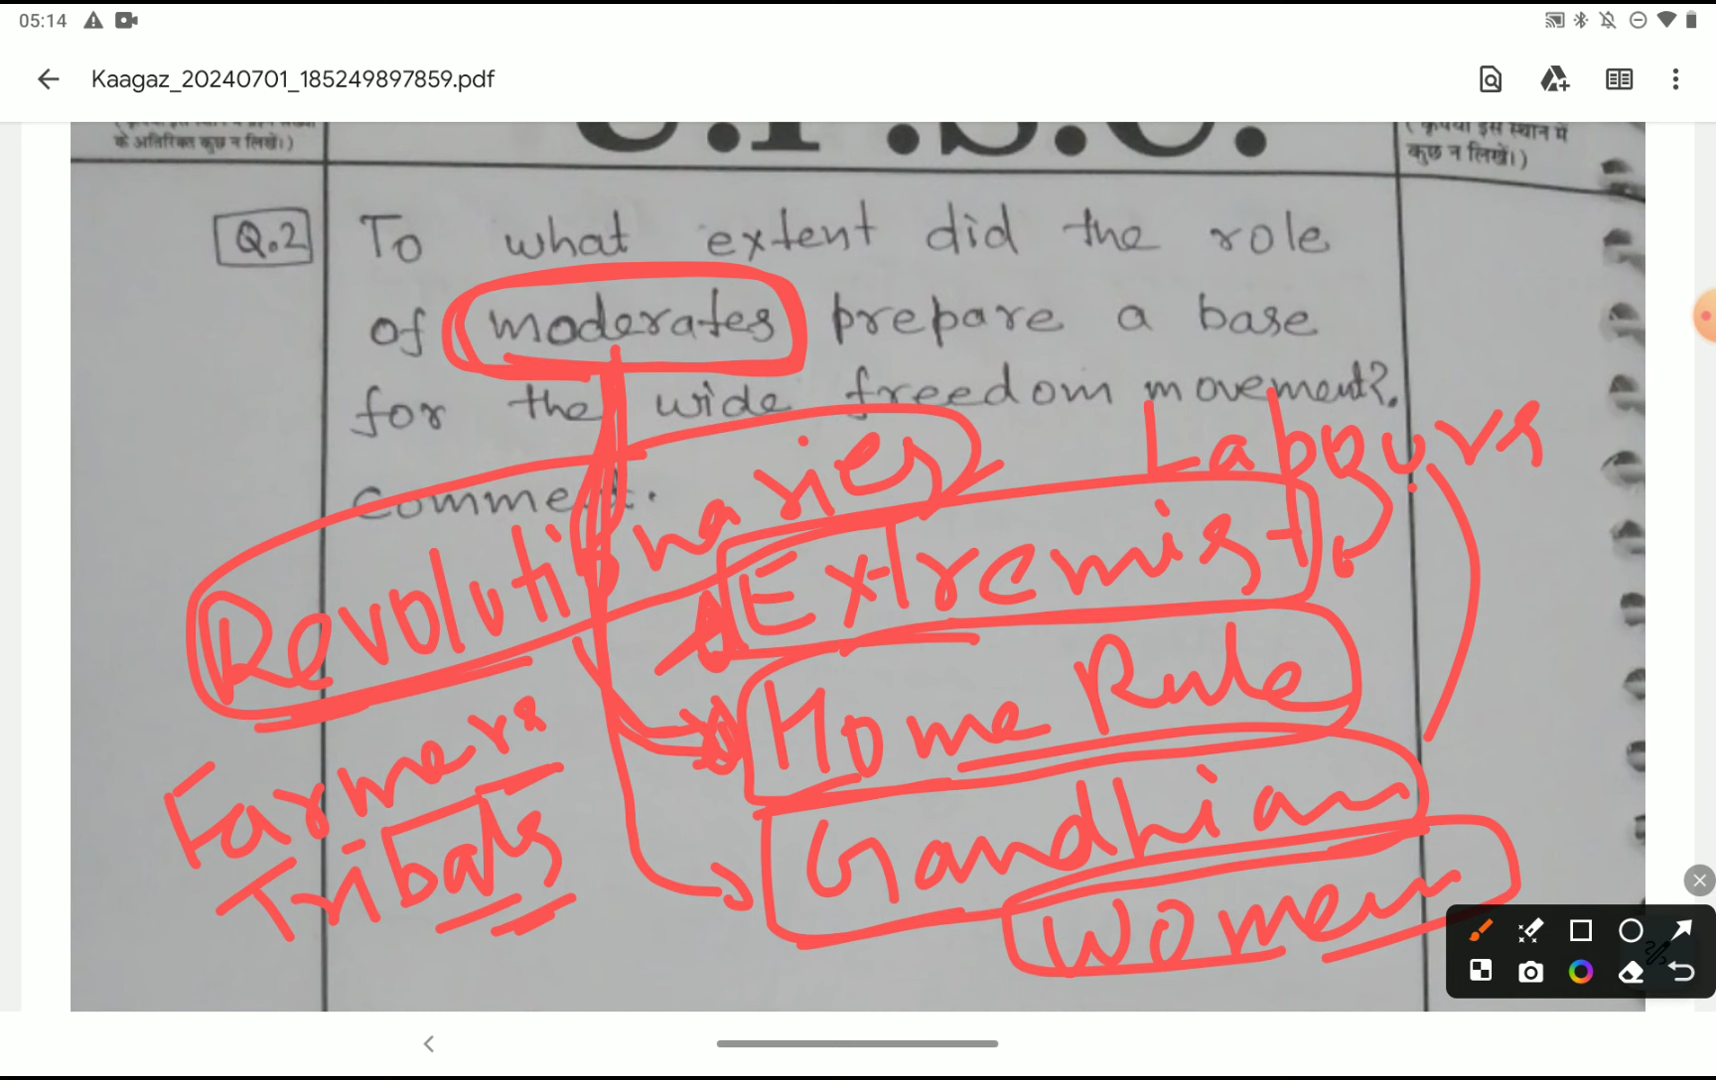 05:14
Kaagaz_20240701_185249897859.pdf
के अतिरिक्त कुछ न लिखें।)
U.P.S.C.
(कृपया इस स्थान में
कुछ न लिखें।)
Q.2 To what extent did the role
of moderates prepare a base
for the wide freedom movement?.
Comment.
Labours
Revolutionaries
Extremist
Home Rule
Farmers
Gandhian
Tribals
Women